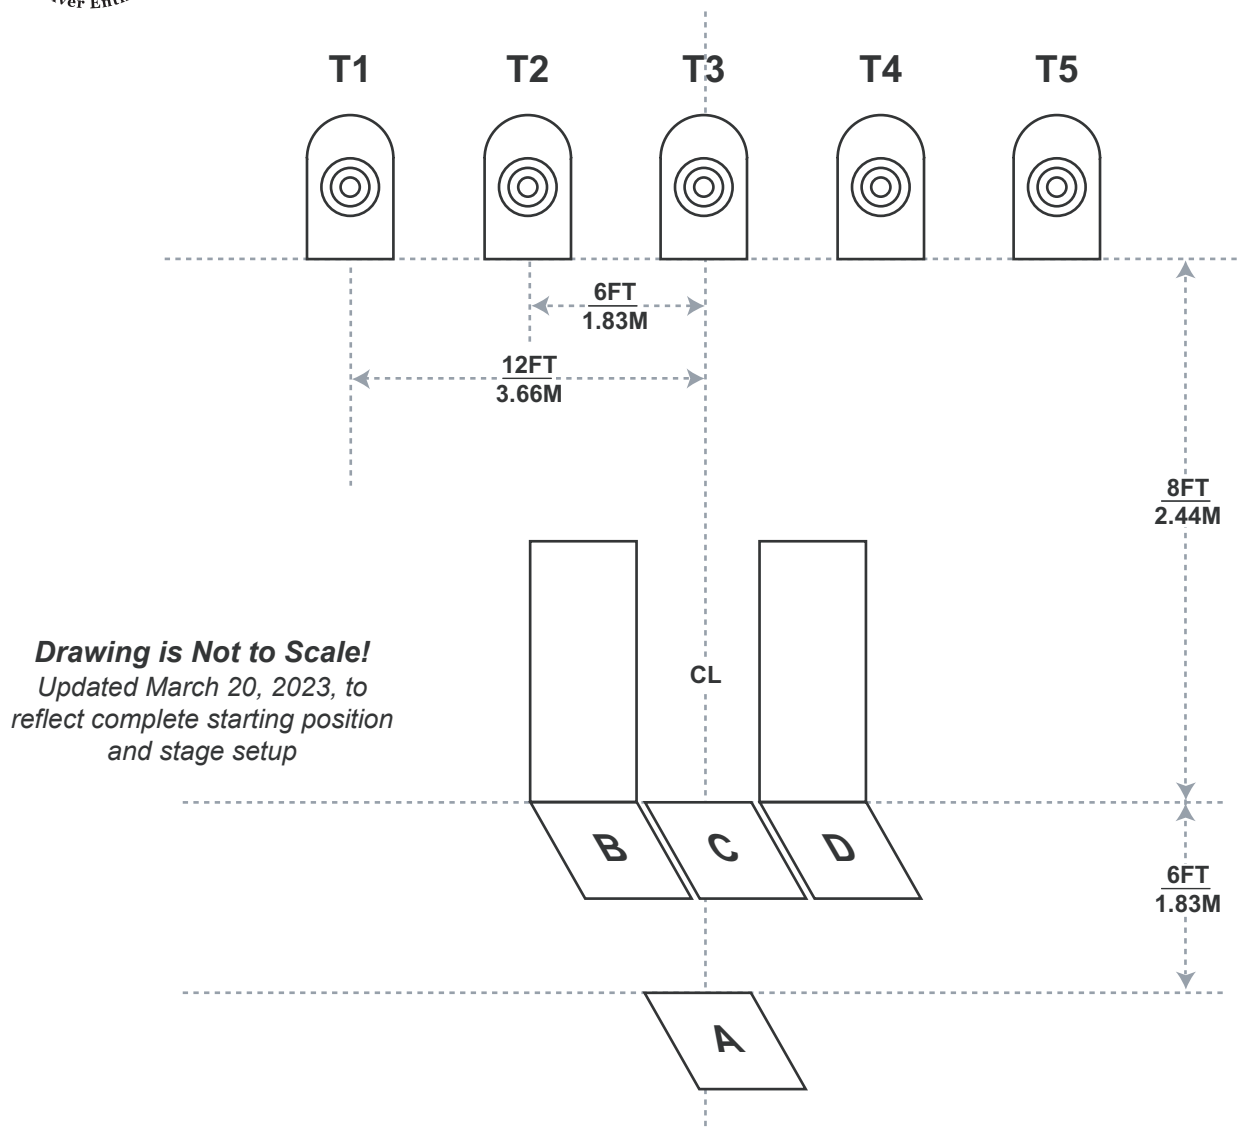 T1 T2 T3 T4 T5
6FT
1.83M
12FT
3.66M
8FT
2.44M
Drawing is Not to Scale!
Updated March 20, 2023, to
reflect complete starting position
and stage setup
CL
B C D
6FT
1.83M
A